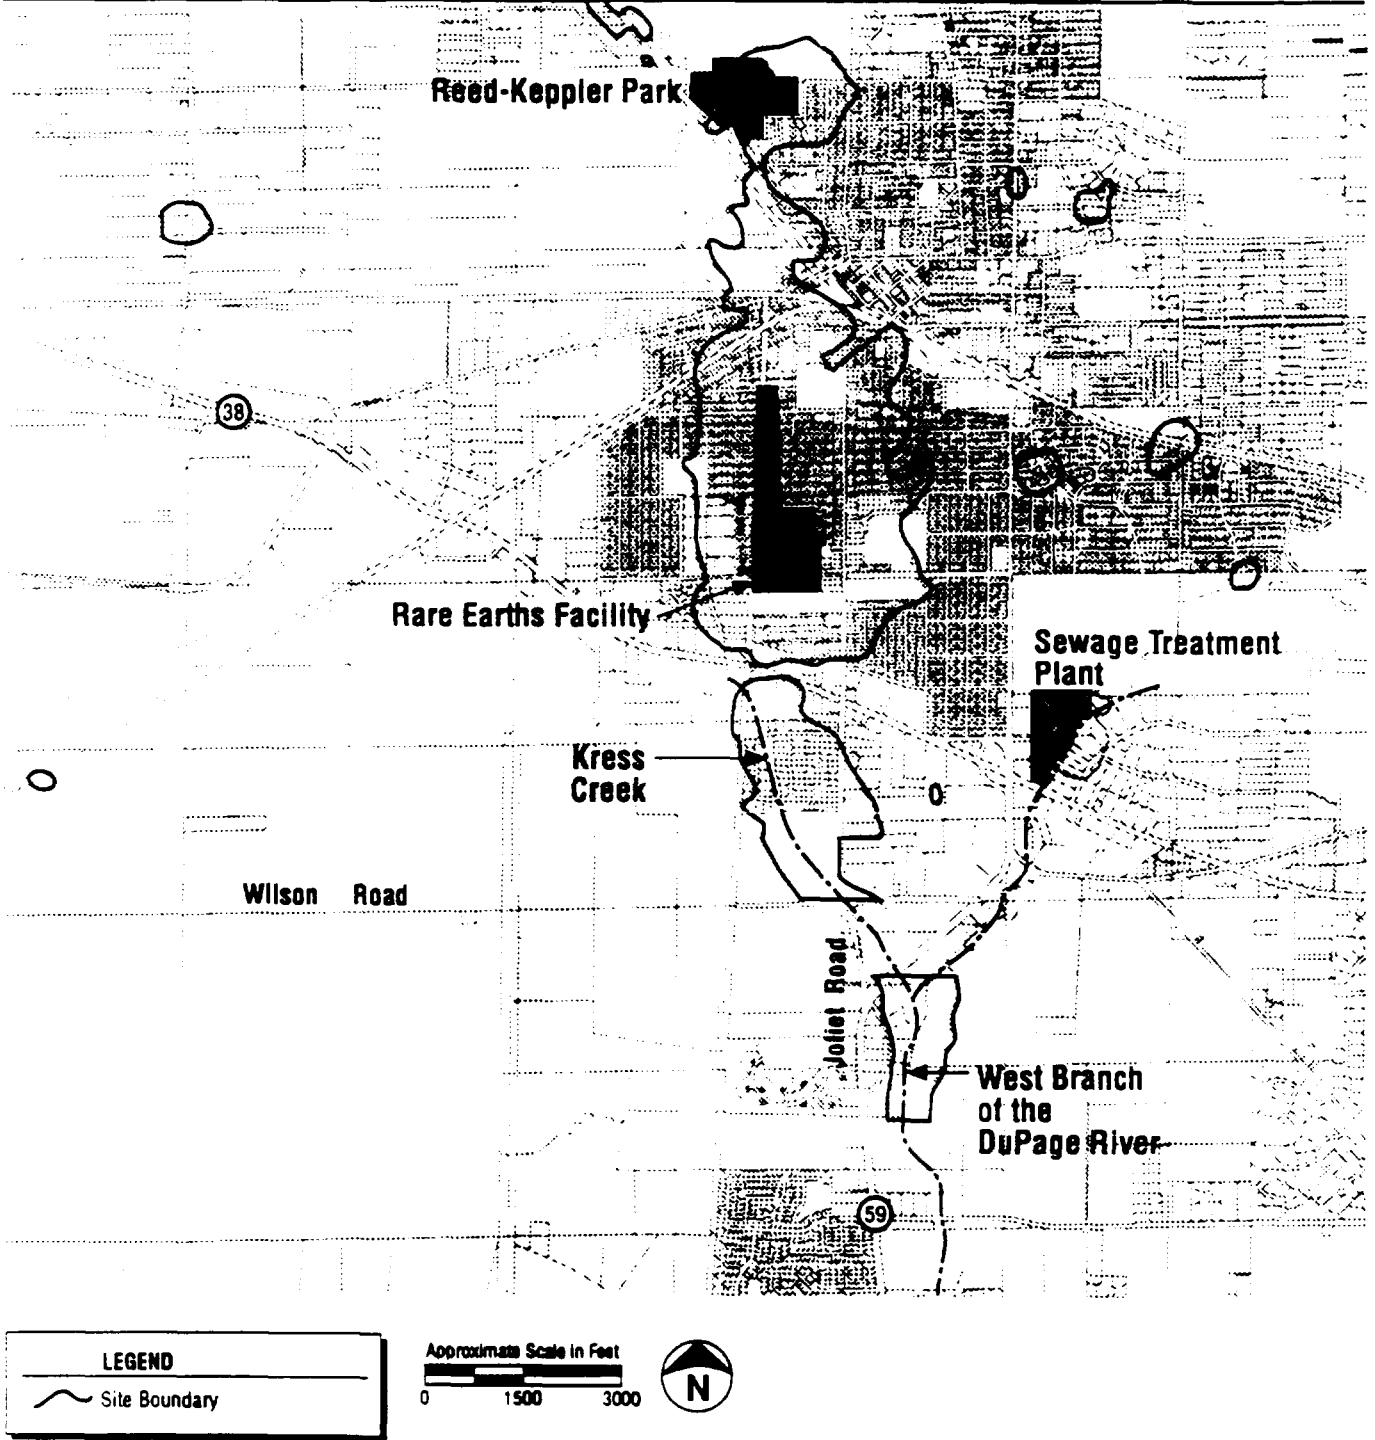 Reed-Keppler Park
38
Rare Earths Facility
Sewage Treatment
Plant
Kress
Creek
Wilson Road
Joliet Road
West Branch
of the
DuPage River
59
LEGEND
Site Boundary
Approximate Scale in Feet
0 1500 3000
N